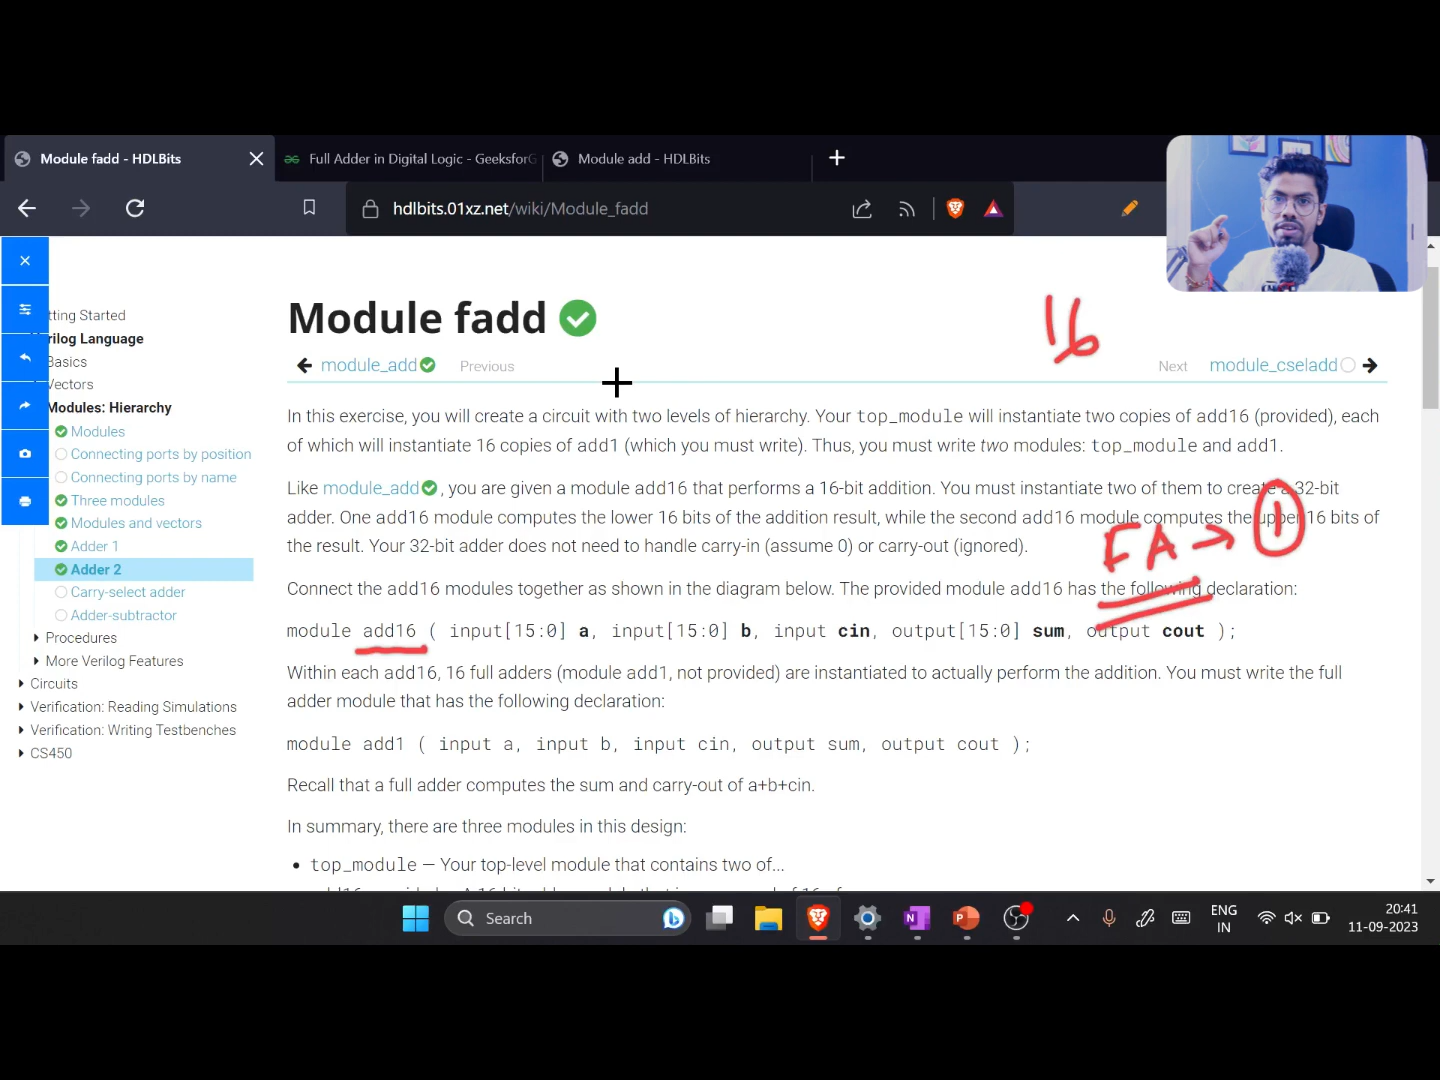 Module fadd - HDLBits
Full Adder in Digital Logic - GeeksforG
Module add - HDLBits
hdlbits.01xz.net/wiki/Module_fadd
Module fadd
16
module_add
Previous
Next
module_cseladd
In this exercise, you will create a circuit with two levels of hierarchy. Your top_module will instantiate two copies of add16 (provided), each
of which will instantiate 16 copies of add1 (which you must write). Thus, you must write two modules: top_module and add1.
Like module_add, you are given a module add16 that performs a 16-bit addition. You must instantiate two of them to create a 32-bit
adder. One add16 module computes the lower 16 bits of the addition result, while the second add16 module computes the upper 16 bits of
the result. Your 32-bit adder does not need to handle carry-in (assume 0) or carry-out (ignored).
FA → 1
Connect the add16 modules together as shown in the diagram below. The provided module add16 has the following declaration:
module add16 ( input[15:0] a, input[15:0] b, input cin, output[15:0] sum, output cout );
Within each add16, 16 full adders (module add1, not provided) are instantiated to actually perform the addition. You must write the full
adder module that has the following declaration:
module add1 ( input a, input b, input cin, output sum, output cout );
Recall that a full adder computes the sum and carry-out of a+b+cin.
In summary, there are three modules in this design:
• top_module — Your top-level module that contains two of...
tting Started
rilog Language
Basics
Vectors
Modules: Hierarchy
Modules
Connecting ports by position
Connecting ports by name
Three modules
Modules and vectors
Adder 1
Adder 2
Carry-select adder
Adder-subtractor
Procedures
More Verilog Features
Circuits
Verification: Reading Simulations
Verification: Writing Testbenches
CS450
Search
ENG
IN
20:41
11-09-2023